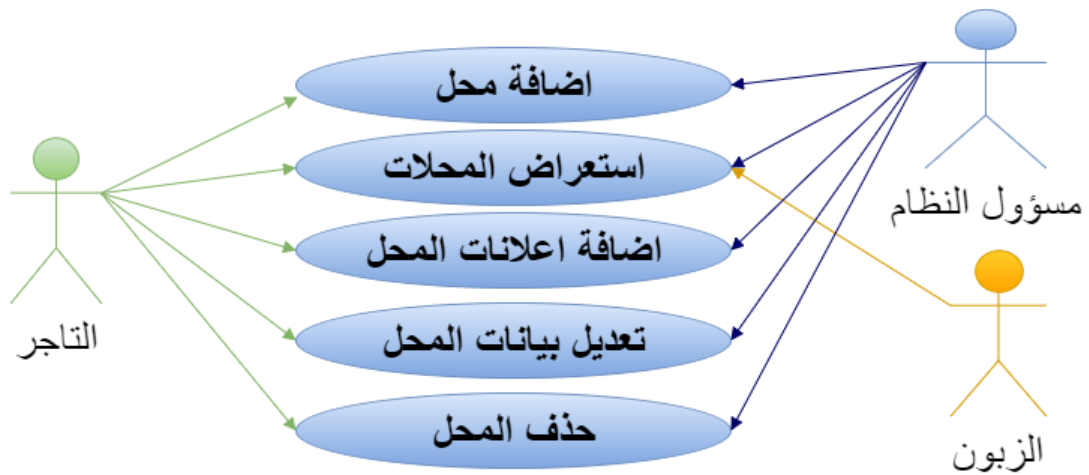 اضافة محل
استعراض المحلات
مسؤول النظام
اضافة اعلانات المحل
تعديل بيانات المحل
التاجر
حذف المحل
الزبون